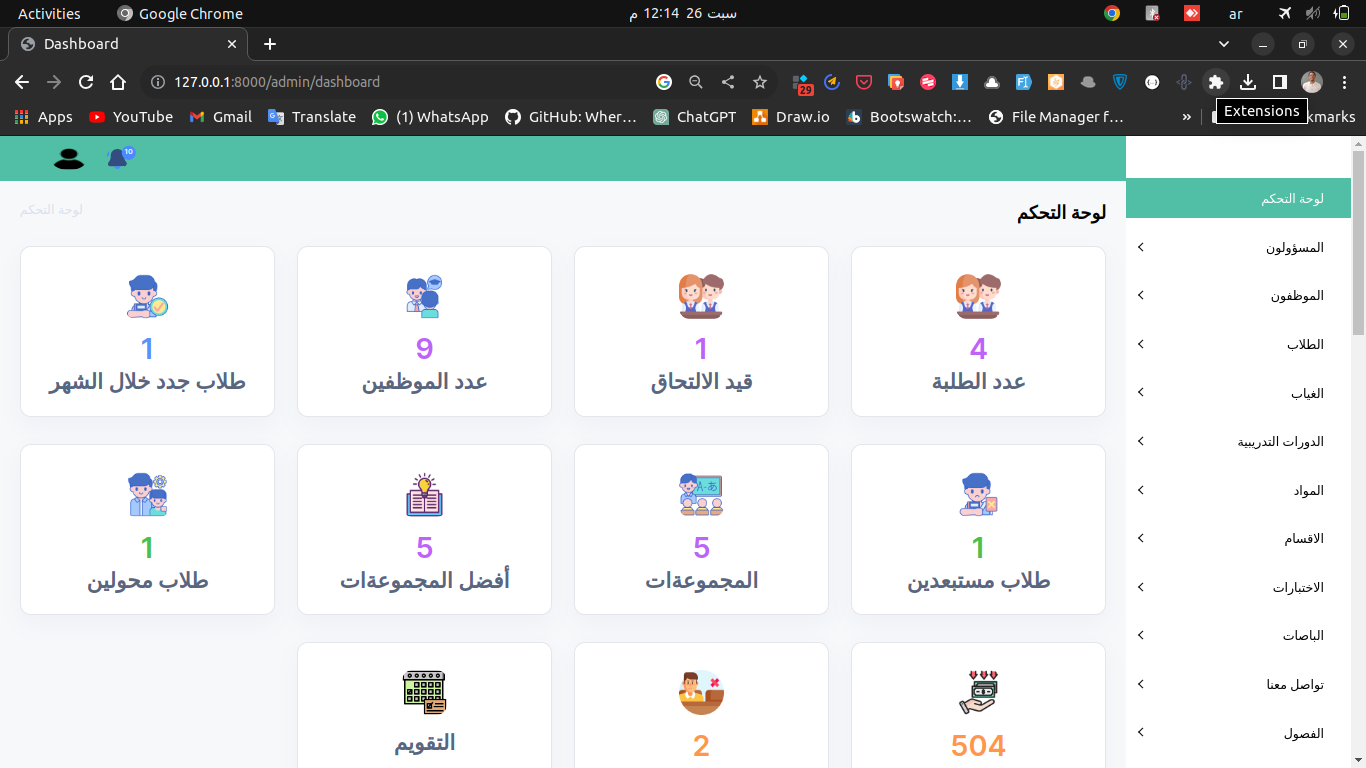 Activities
Google Chrome
سبت 26 12:14 م
ar
Dashboard
127.0.0.1:8000/admin/dashboard
29
Apps
YouTube
Gmail
Translate
(1) WhatsApp
GitHub: Wher...
ChatGPT
Draw.io
Bootswatch:...
File Manager f...
»
Extensions
kmarks
10
لوحة التحكم
لوحة التحكم
4
عدد الطلبة
1
قيد الالتحاق
9
عدد الموظفين
1
طلاب جدد خلال الشهر
1
طلاب مستبعدين
5
المجموعةات
5
أفضل المجموعةات
1
طلاب محولين
504
2
التقويم
لوحة التحكم
المسؤولون
الموظفون
الطلاب
الغياب
الدورات التدريبية
المواد
الاقسام
الاختبارات
الباصات
تواصل معنا
الفصول